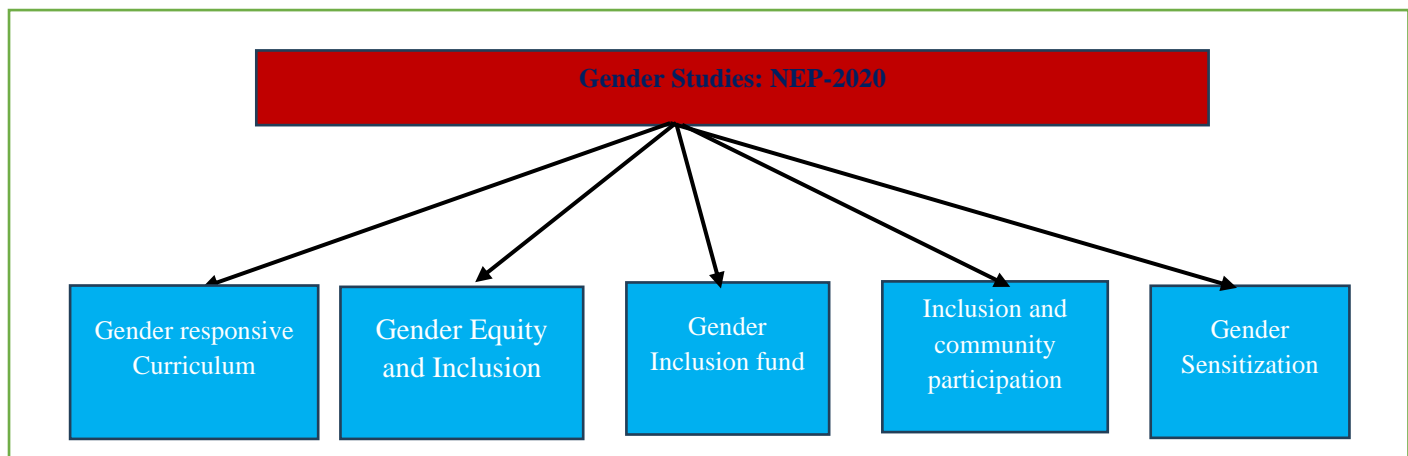 Gender Studies: NEP-2020
Gender responsive
Curriculum
Gender Equity
and Inclusion
Gender
Inclusion fund
Inclusion and
community
participation
Gender
Sensitization